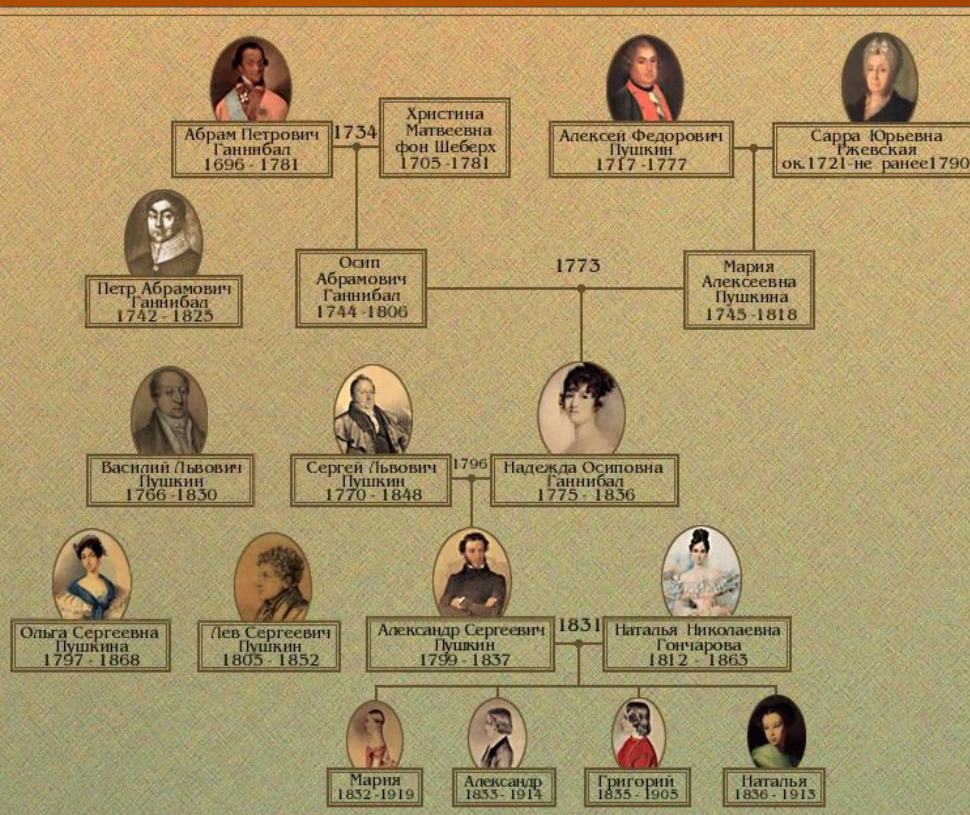 Абрам Петрович
Ганнибал
1696 - 1781
1734
Христина
Матвеевна
фон Шеберх
1705 -1781
Алексей Федорович
Пушкин
1717 -1777
Сарра Юрьевна
Ржевская
ок.1721-не ранее1790
Петр Абрамович
Ганнибал
1742 - 1825
Осип
Абрамович
Ганнибал
1744 -1806
1773
Мария
Алексеевна
Пушкина
1745 -1818
Василий Львович
Пушкин
1766 -1830
Сергей Львович
Пушкин
1770 - 1848
1796
Надежда Осиповна
Ганнибал
1775 - 1836
Ольга Сергеевна
Пушкина
1797 - 1868
Лев Сергеевич
Пушкин
1805 - 1852
Александр Сергеевич
Пушкин
1799 - 1837
1831
Наталья Николаевна
Гончарова
1812 - 1863
Мария
1832 -1919
Александр
1833- 1914
Григорий
1835 - 1905
Наталья
1836 - 1913